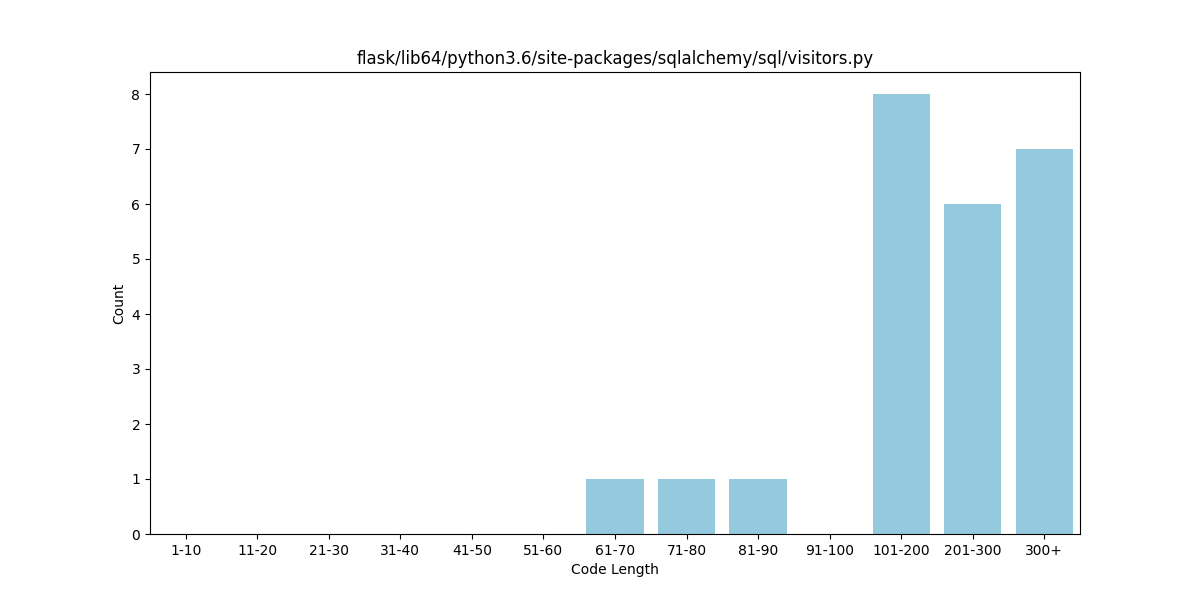 flask/lib64/python3.6/site-packages/sqlalchemy/sql/visitors.py
8
7
6
5
4
3
2
1
0
Count
1-10 11-20 21-30 31-40 41-50 51-60 61-70 71-80 81-90 91-100 101-200 201-300 300+
Code Length